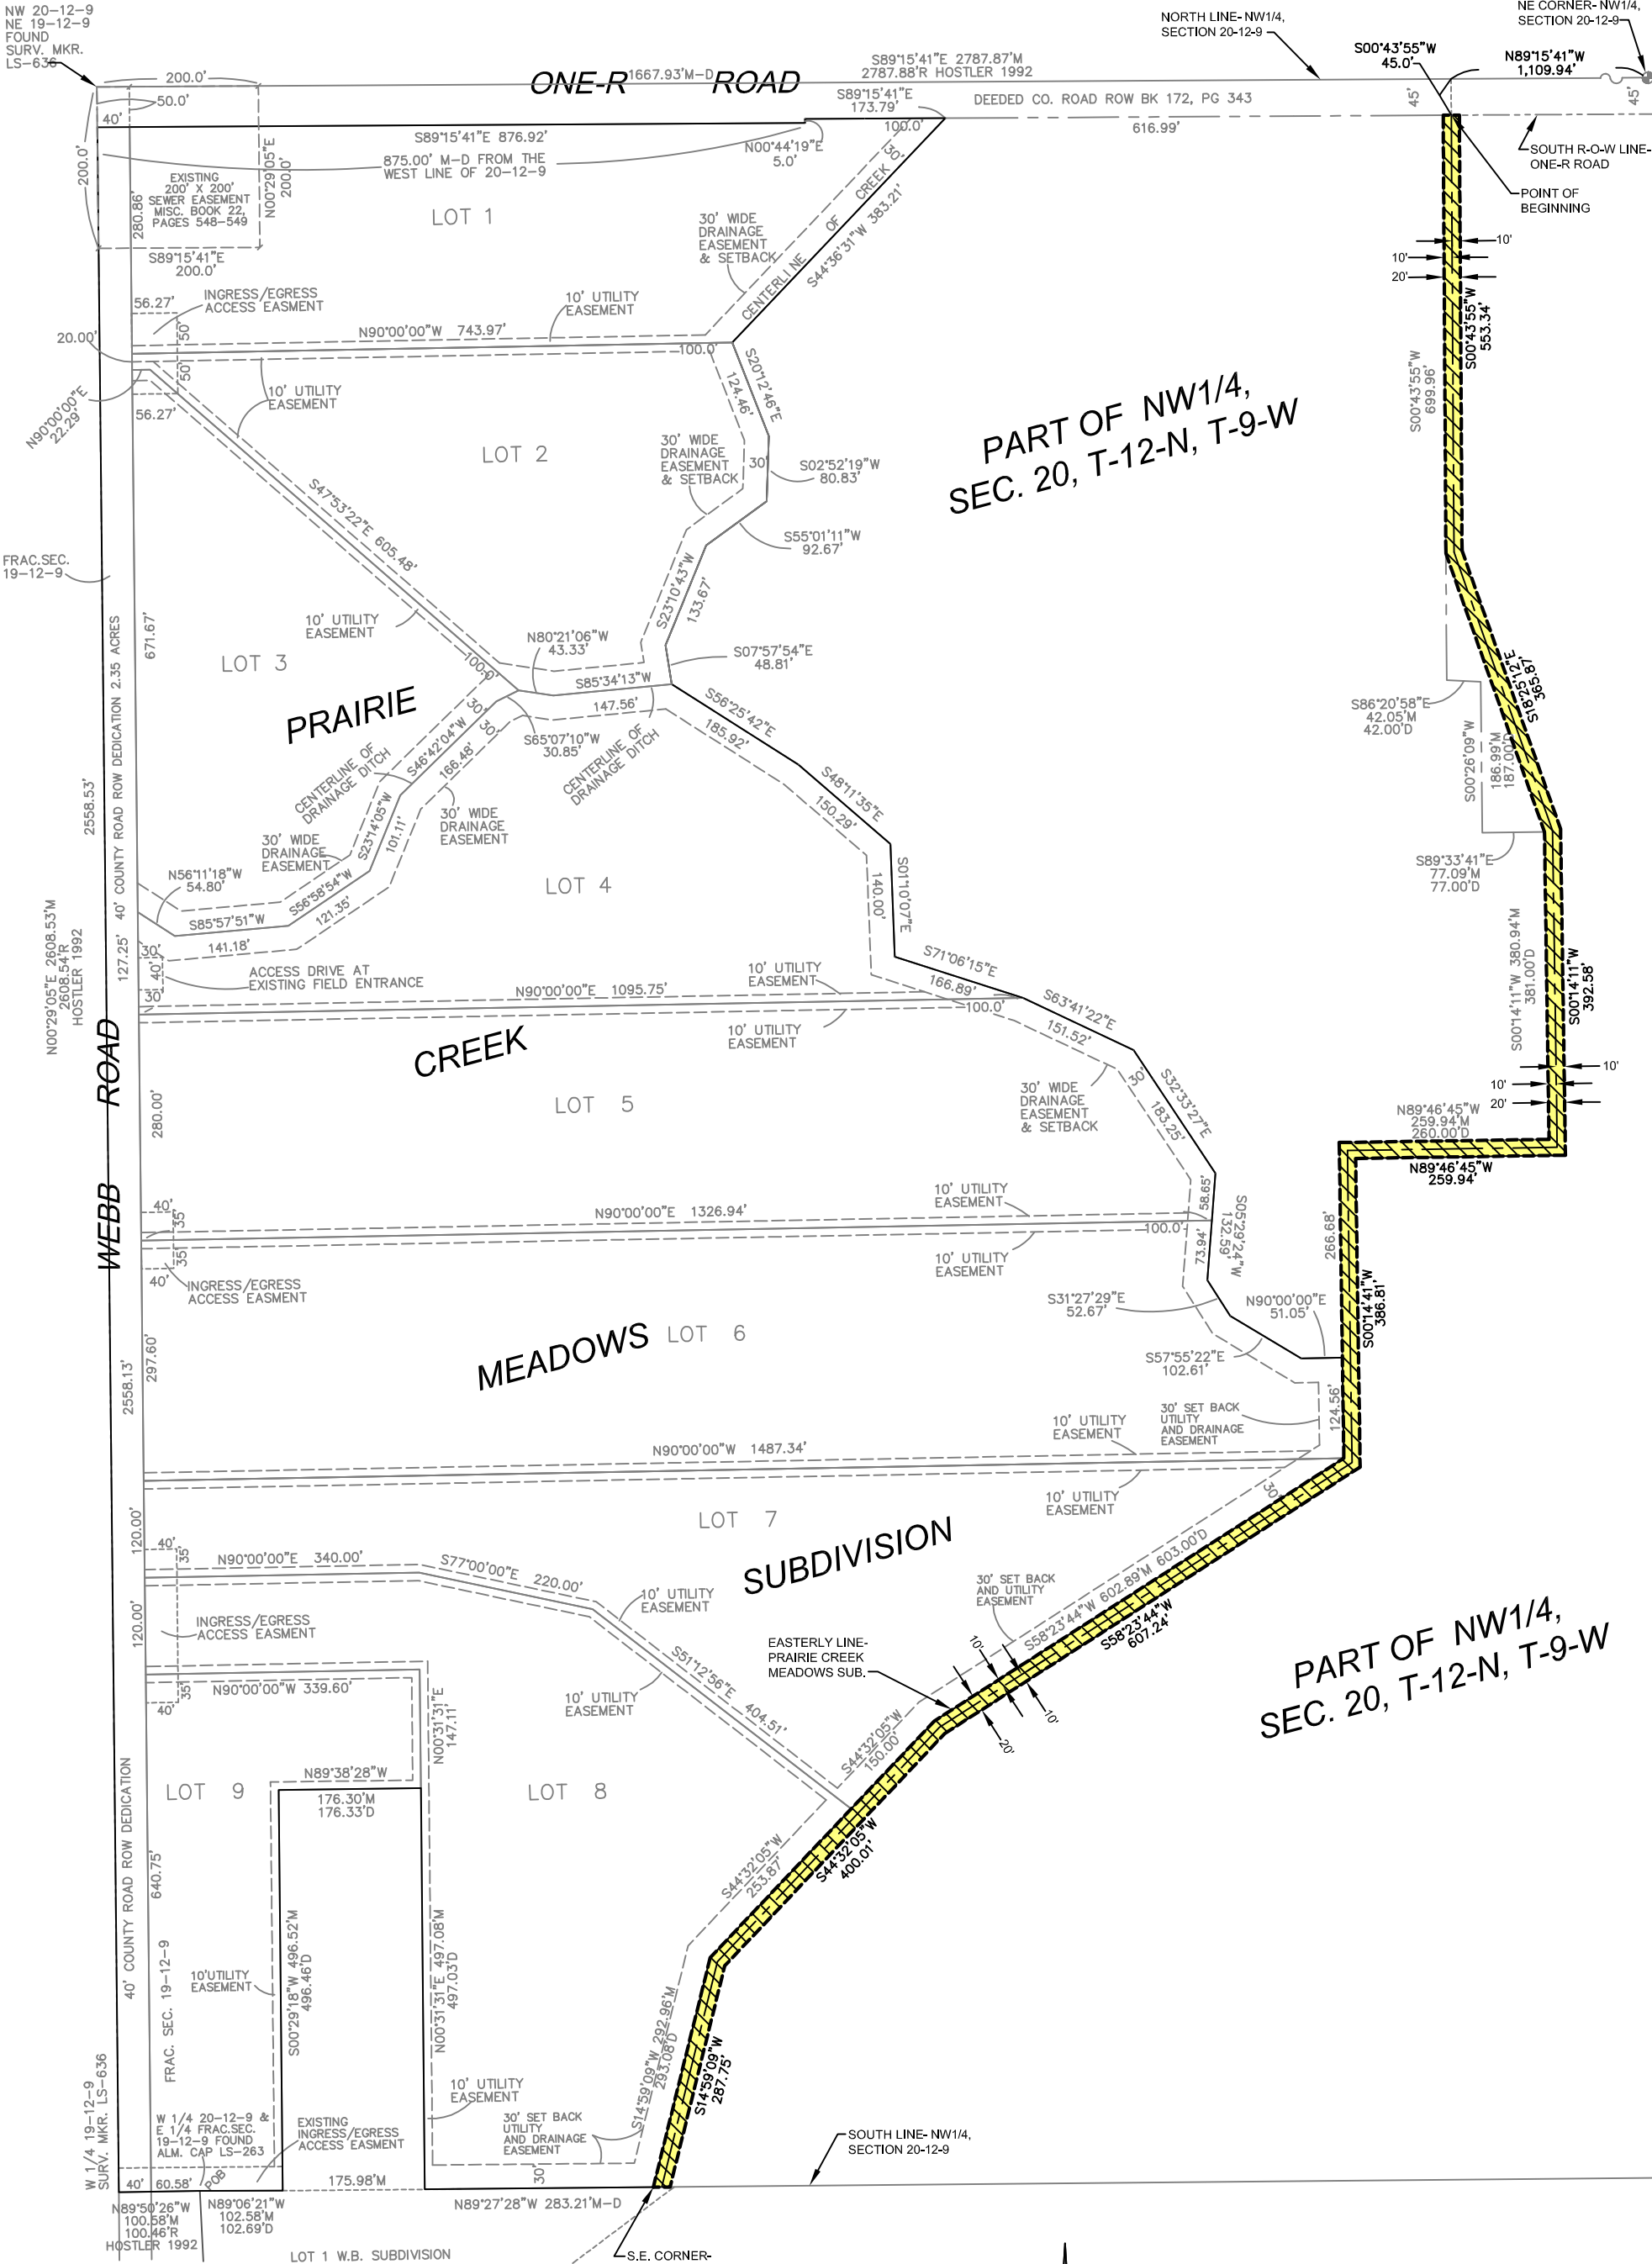 NW 20-12-9
NE 19-12-9
FOUND
SURV. MKR.
LS-636
200.0'
50.0'
40'
200.0'
ONE-R ROAD
1667.93'M-D
S89°15'41"E 2787.87'M
2787.88'R HOSTLER 1992
NORTH LINE- NW1/4,
SECTION 20-12-9
S00°43'55"W
45.0'
NE CORNER- NW1/4,
SECTION 20-12-9
N89°15'41"W
1,109.94'
45'
45'
S89°15'41"E
173.79'
DEEDED CO. ROAD ROW BK 172, PG 343
616.99'
100.0'
S89°15'41"E 876.92'
875.00' M-D FROM THE
WEST LINE OF 20-12-9
N00°44'19"E
5.0'
SOUTH R-O-W LINE-
ONE-R ROAD
POINT OF
BEGINNING
EXISTING
200' X 200'
SEWER EASEMENT
MISC. BOOK 22,
PAGES 548-549
N00°29'05"E
200.0'
280.86'
S89°15'41"E
200.0'
LOT 1
30' WIDE
DRAINAGE
EASEMENT
& SETBACK
30'
CENTERLINE OF CREEK
S44°36'31"W 383.21'
10'
10'
20'
S00°43'55"W
553.34'
S00°43'55"W
699.96'
56.27'
INGRESS/EGRESS
ACCESS EASMENT
50'
50'
10' UTILITY
EASEMENT
N90°00'00"W 743.97'
100.0'
20.00'
N90°00'00"E
22.29'
56.27'
10' UTILITY
EASEMENT
S20°12'46"E
124.46'
PART OF NW1/4,
SEC. 20, T-12-N, T-9-W
LOT 2
30' WIDE
DRAINAGE
EASEMENT
& SETBACK
30'
S02°52'19"W
80.83'
S55°01'11"W
92.67'
S47°53'22"E 605.48'
FRAC.SEC.
19-12-9
S23°10'43"W
133.67'
10' UTILITY
EASEMENT
N80°21'06"W
43.33'
S07°57'54"E
48.81'
LOT 3
100.0'
S85°34'13"W
147.56'
671.67'
40' COUNTY ROAD ROW DEDICATION 2.35 ACRES
PRAIRIE
30'
30'
S65°07'10"W
30.85'
S56°25'42"E
185.92'
S86°20'58"E
42.05'M
42.00'D
S18°25'12"E
365.87'
S00°26'09"W
186.99'M
187.00'D
CENTERLINE OF
DRAINAGE DITCH
S46°42'04"W
166.48'
CENTERLINE OF
DRAINAGE DITCH
S48°11'35"E
150.29'
30' WIDE
DRAINAGE
EASEMENT
S23°14'05"W
101.11'
30' WIDE
DRAINAGE
EASEMENT
2558.53'
S89°33'41"E
77.09'M
77.00'D
N56°11'18"W
54.80'
S56°58'54"W
121.35'
LOT 4
S01°10'07"E
140.00'
S85°57'51"W
141.18'
N00°29'05"E 2608.53'M
2608.54'R
HOSTLER 1992
127.25'
30'
40'
30'
ACCESS DRIVE AT
EXISTING FIELD ENTRANCE
S71°06'15"E
166.89'
10' UTILITY
EASEMENT
N90°00'00"E 1095.75'
100.0'
10' UTILITY
EASEMENT
S63°41'22"E
151.52'
S00°14'11"W 380.94'M
381.00'D
S00°14'11"W
392.58'
WEBB ROAD
CREEK
280.00'
LOT 5
30' WIDE
DRAINAGE
EASEMENT
& SETBACK
30'
S32°33'27"E
183.25'
10'
10'
20'
N89°46'45"W
259.94'M
260.00'D
N89°46'45"W
259.94'
40'
35'
35'
40'
N90°00'00"E 1326.94'
10' UTILITY
EASEMENT
58.65'
100.0'
73.94'
S05°29'24"W
132.59'
10' UTILITY
EASEMENT
266.68'
INGRESS/EGRESS
ACCESS EASMENT
S31°27'29"E
52.67'
N90°00'00"E
51.05'
S00°14'41"W
386.81'
MEADOWS
LOT 6
297.60'
2558.13'
S57°55'22"E
102.61'
30' SET BACK
UTILITY
AND DRAINAGE
EASEMENT
124.56'
10' UTILITY
EASEMENT
N90°00'00"W 1487.34'
10' UTILITY
EASEMENT
LOT 7
30'
120.00'
40'
35'
N90°00'00"E 340.00'
S77°00'00"E 220.00'
SUBDIVISION
S58°23'44"W 602.89'M 603.00'D
S58°23'44"W
607.24'
30' SET BACK
AND UTILITY
EASEMENT
10' UTILITY
EASEMENT
120.00'
INGRESS/EGRESS
ACCESS EASMENT
EASTERLY LINE-
PRAIRIE CREEK
MEADOWS SUB.
10'
10'
20'
PART OF NW1/4,
SEC. 20, T-12-N, T-9-W
N90°00'00"W 339.60'
35'
40'
N00°31'31"E
147.11'
S51°12'56"E 404.51'
10' UTILITY
EASEMENT
S44°32'05"W
150.00'
LOT 9
N89°38'28"W
176.30'M
176.33'D
LOT 8
S44°32'05"W
253.87'
S44°32'05"W
400.01'
40' COUNTY ROAD ROW DEDICATION
640.75'
FRAC. SEC. 19-12-9
10'UTILITY
EASEMENT
S00°29'18"W 496.52'M
496.46'D
N00°31'31"E 497.08'M
497.03'D
S14°59'09"W 292.96'M
293.08'D
S14°59'09"W
287.75'
W 1/4 19-12-9
SURV. MKR. LS-636
W 1/4 20-12-9 &
E 1/4 FRAC.SEC.
19-12-9 FOUND
ALM. CAP LS-263
EXISTING
INGRESS/EGRESS
ACCESS EASMENT
10' UTILITY
EASEMENT
30' SET BACK
UTILITY
AND DRAINAGE
EASEMENT
30'
SOUTH LINE- NW1/4,
SECTION 20-12-9
40'
60.58'
POB
175.98'M
N89°50'26"W
100.58'M
100.46'R
HOSTLER 1992
N89°06'21"W
102.58'M
102.69'D
N89°27'28"W 283.21'M-D
LOT 1 W.B. SUBDIVISION
S.E. CORNER-